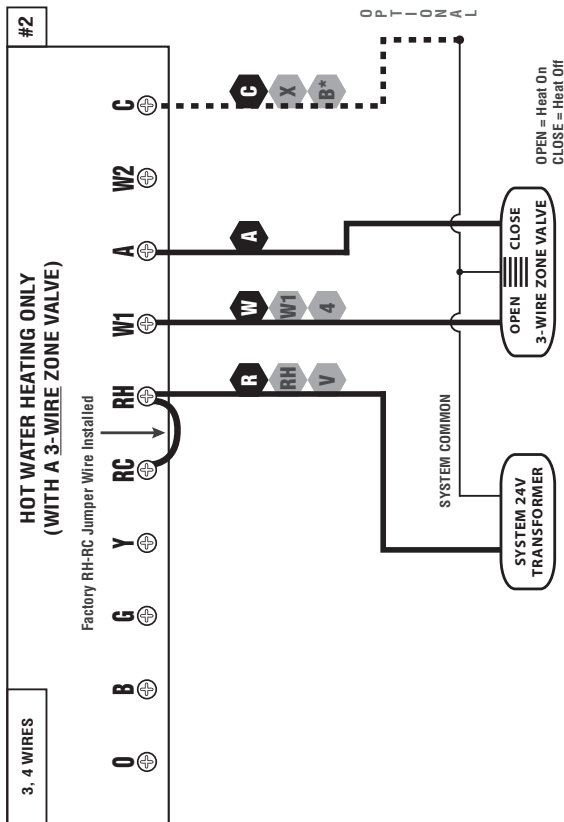 3, 4 WIRES
#2
HOT WATER HEATING ONLY
(WITH A 3-WIRE ZONE VALVE)
Factory RH-RC Jumper Wire Installed
O B G Y RC RH W1 A W2 C
R
RH
V
W
W1
4
A
C
X
B*
OPTIONAL
SYSTEM COMMON
SYSTEM 24V
TRANSFORMER
OPEN CLOSE
3-WIRE ZONE VALVE
OPEN = Heat On
CLOSE = Heat Off